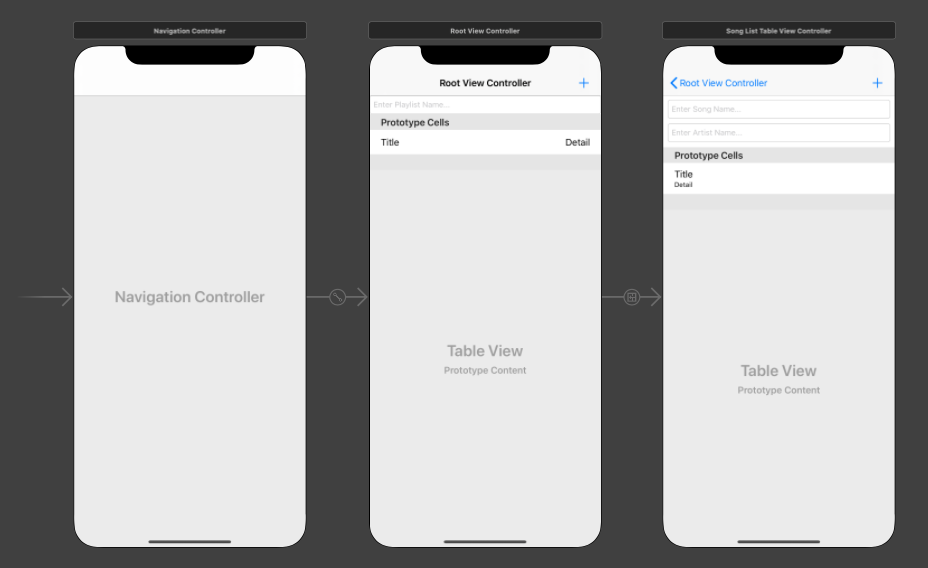 Navigation Controller
Navigation Controller
Root View Controller
Root View Controller
Enter Playlist Name...
Prototype Cells
Title Detail
Table View
Prototype Content
Song List Table View Controller
Root View Controller
Enter Song Name...
Enter Artist Name...
Prototype Cells
Title
Detail
Table View
Prototype Content